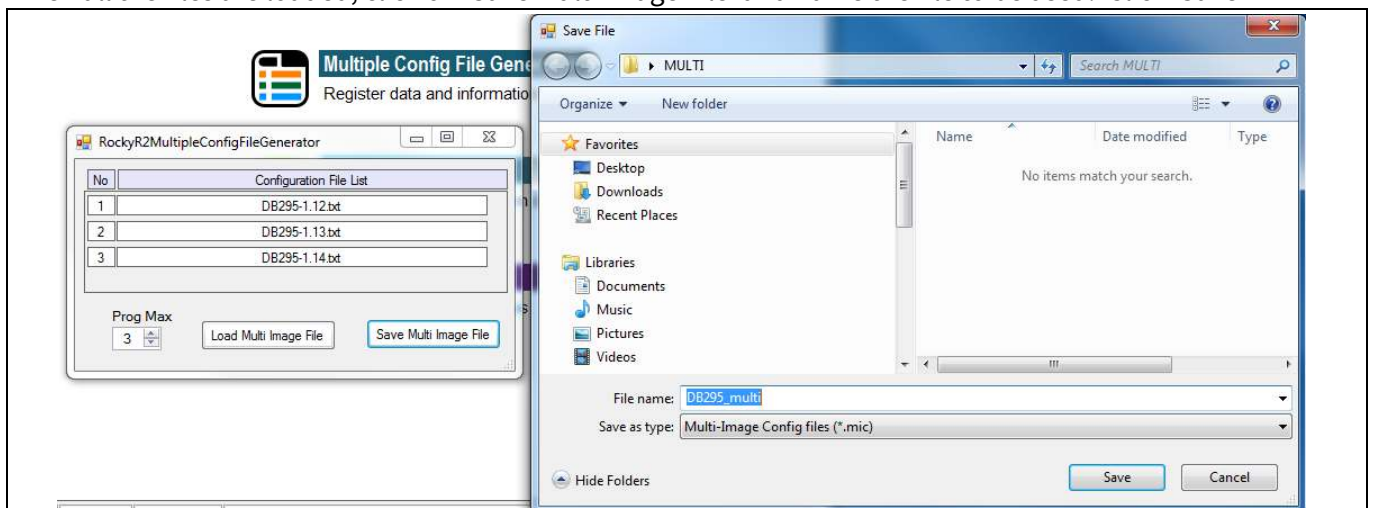 Multiple Config File Gene
Register data and informatio
RockyR2MultipleConfigFileGenerator
No Configuration File List
1 DB295-1.12.txt
2 DB295-1.13.txt
3 DB295-1.14.txt
Prog Max
3
Load Multi Image File
Save Multi Image File
Save File
MULTI
Search MULTI
Organize
New folder
Favorites
Desktop
Downloads
Recent Places
Libraries
Documents
Music
Pictures
Videos
Name Date modified Type
No items match your search.
File name: DB295_multi
Save as type: Multi-Image Config files (*.mic)
Hide Folders
Save
Cancel